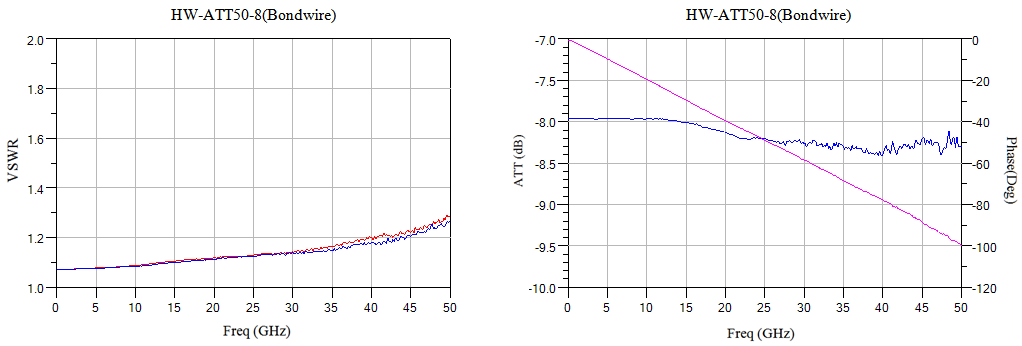 HW-ATT50-8(Bondwire)
2.0
1.8
1.6
1.4
1.2
1.0
VSWR
0 5 10 15 20 25 30 35 40 45 50
Freq (GHz)
HW-ATT50-8(Bondwire)
-7.0
-7.5
-8.0
-8.5
-9.0
-9.5
-10.0
ATT (dB)
0
-20
-40
-60
-80
-100
-120
Phase(Deg)
0 5 10 15 20 25 30 35 40 45 50
Freq (GHz)